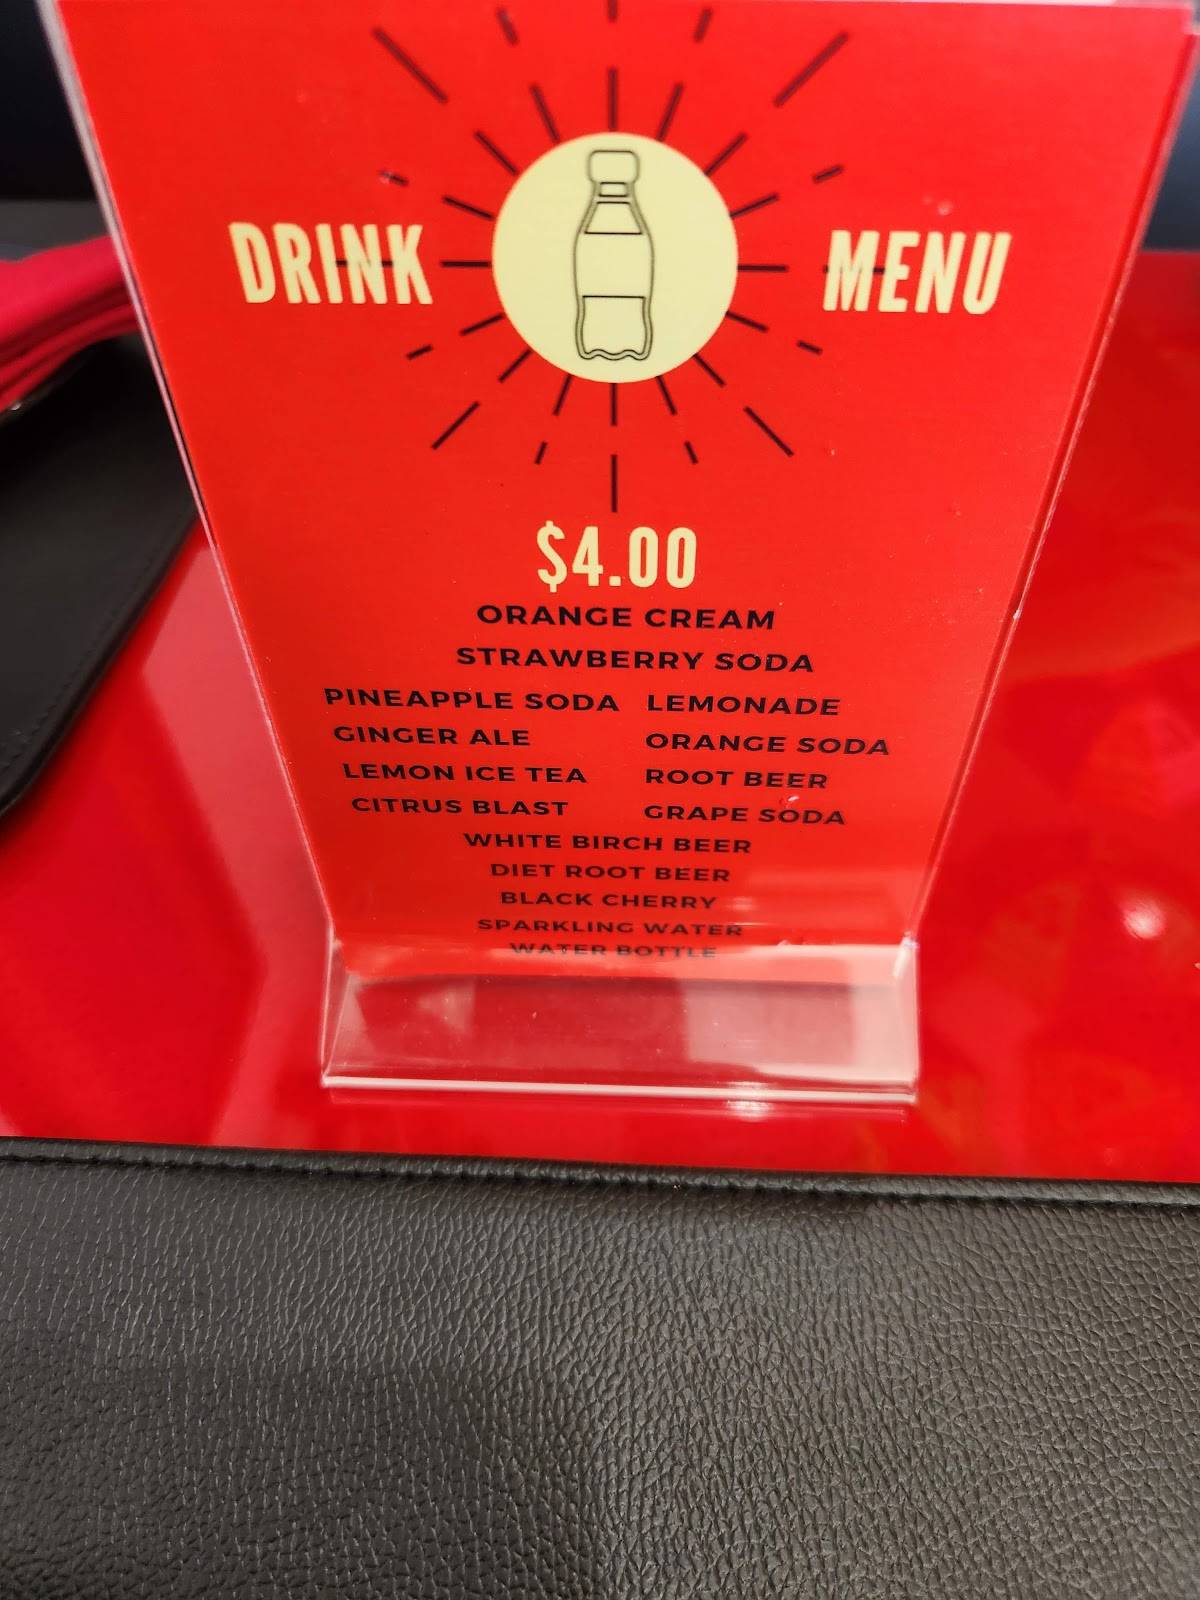 DRINK MENU
$4.00
ORANGE CREAM
STRAWBERRY SODA
PINEAPPLE SODA LEMONADE
GINGER ALE ORANGE SODA
LEMON ICE TEA ROOT BEER
CITRUS BLAST GRAPE SODA
WHITE BIRCH BEER
DIET ROOT BEER
BLACK CHERRY
SPARKLING WATER
WATER BOTTLE